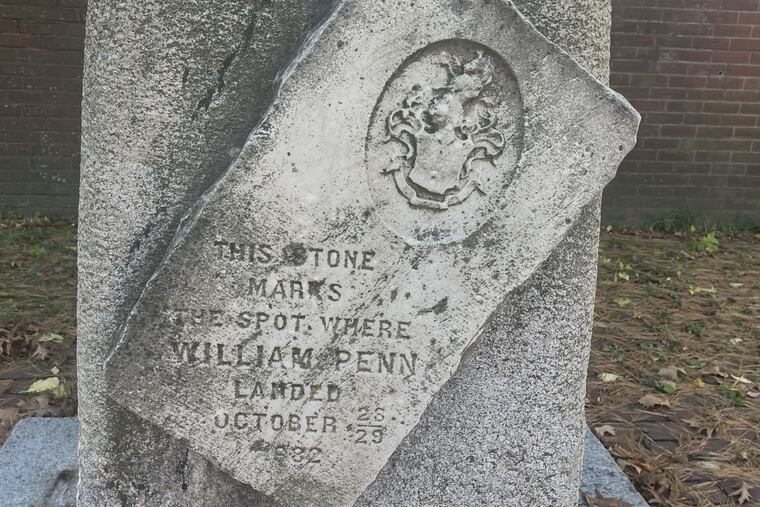 THIS STONE
MARKS
THE SPOT WHERE
WILLIAM PENN
LANDED
OCTOBER 28/29
1682